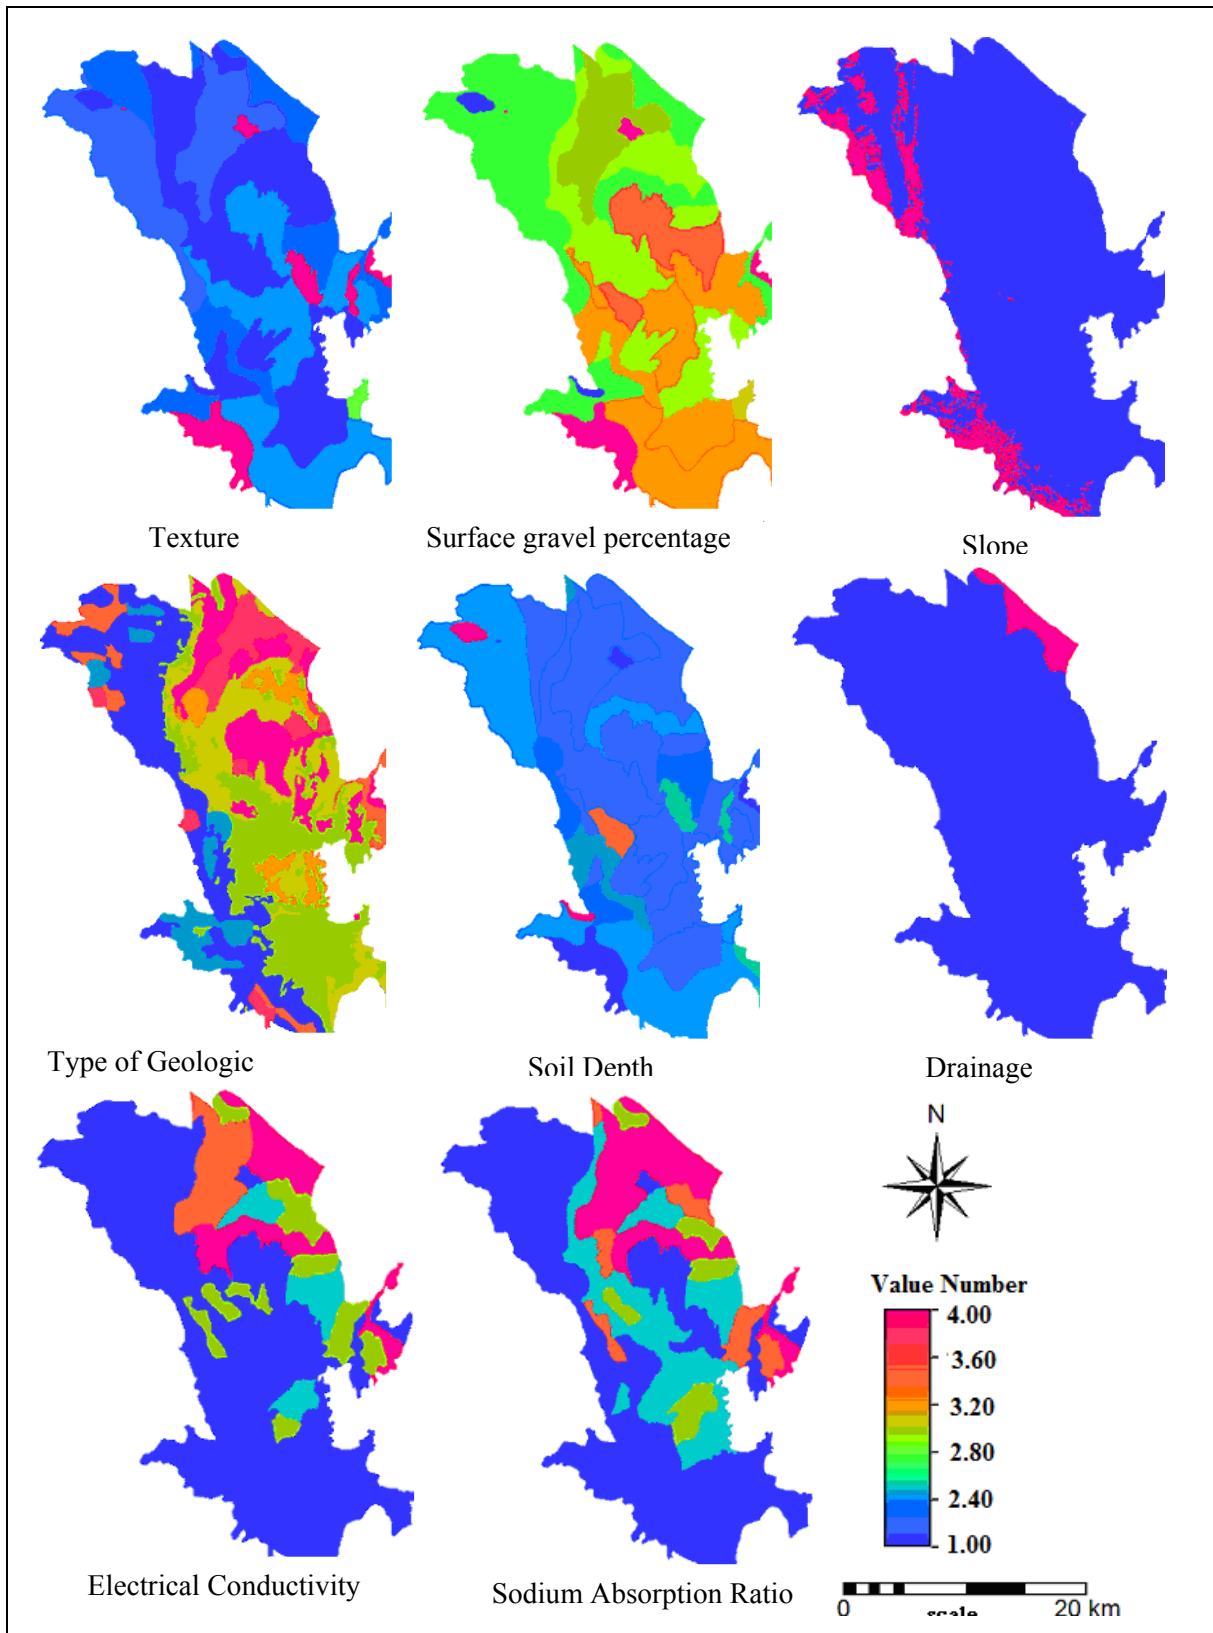 Texture
Surface gravel percentage
Slope
Type of Geologic
Soil Depth
Drainage
N
Value Number
4.00
3.60
3.20
2.80
2.40
1.00
Electrical Conductivity
Sodium Absorption Ratio
0 scale 20 km